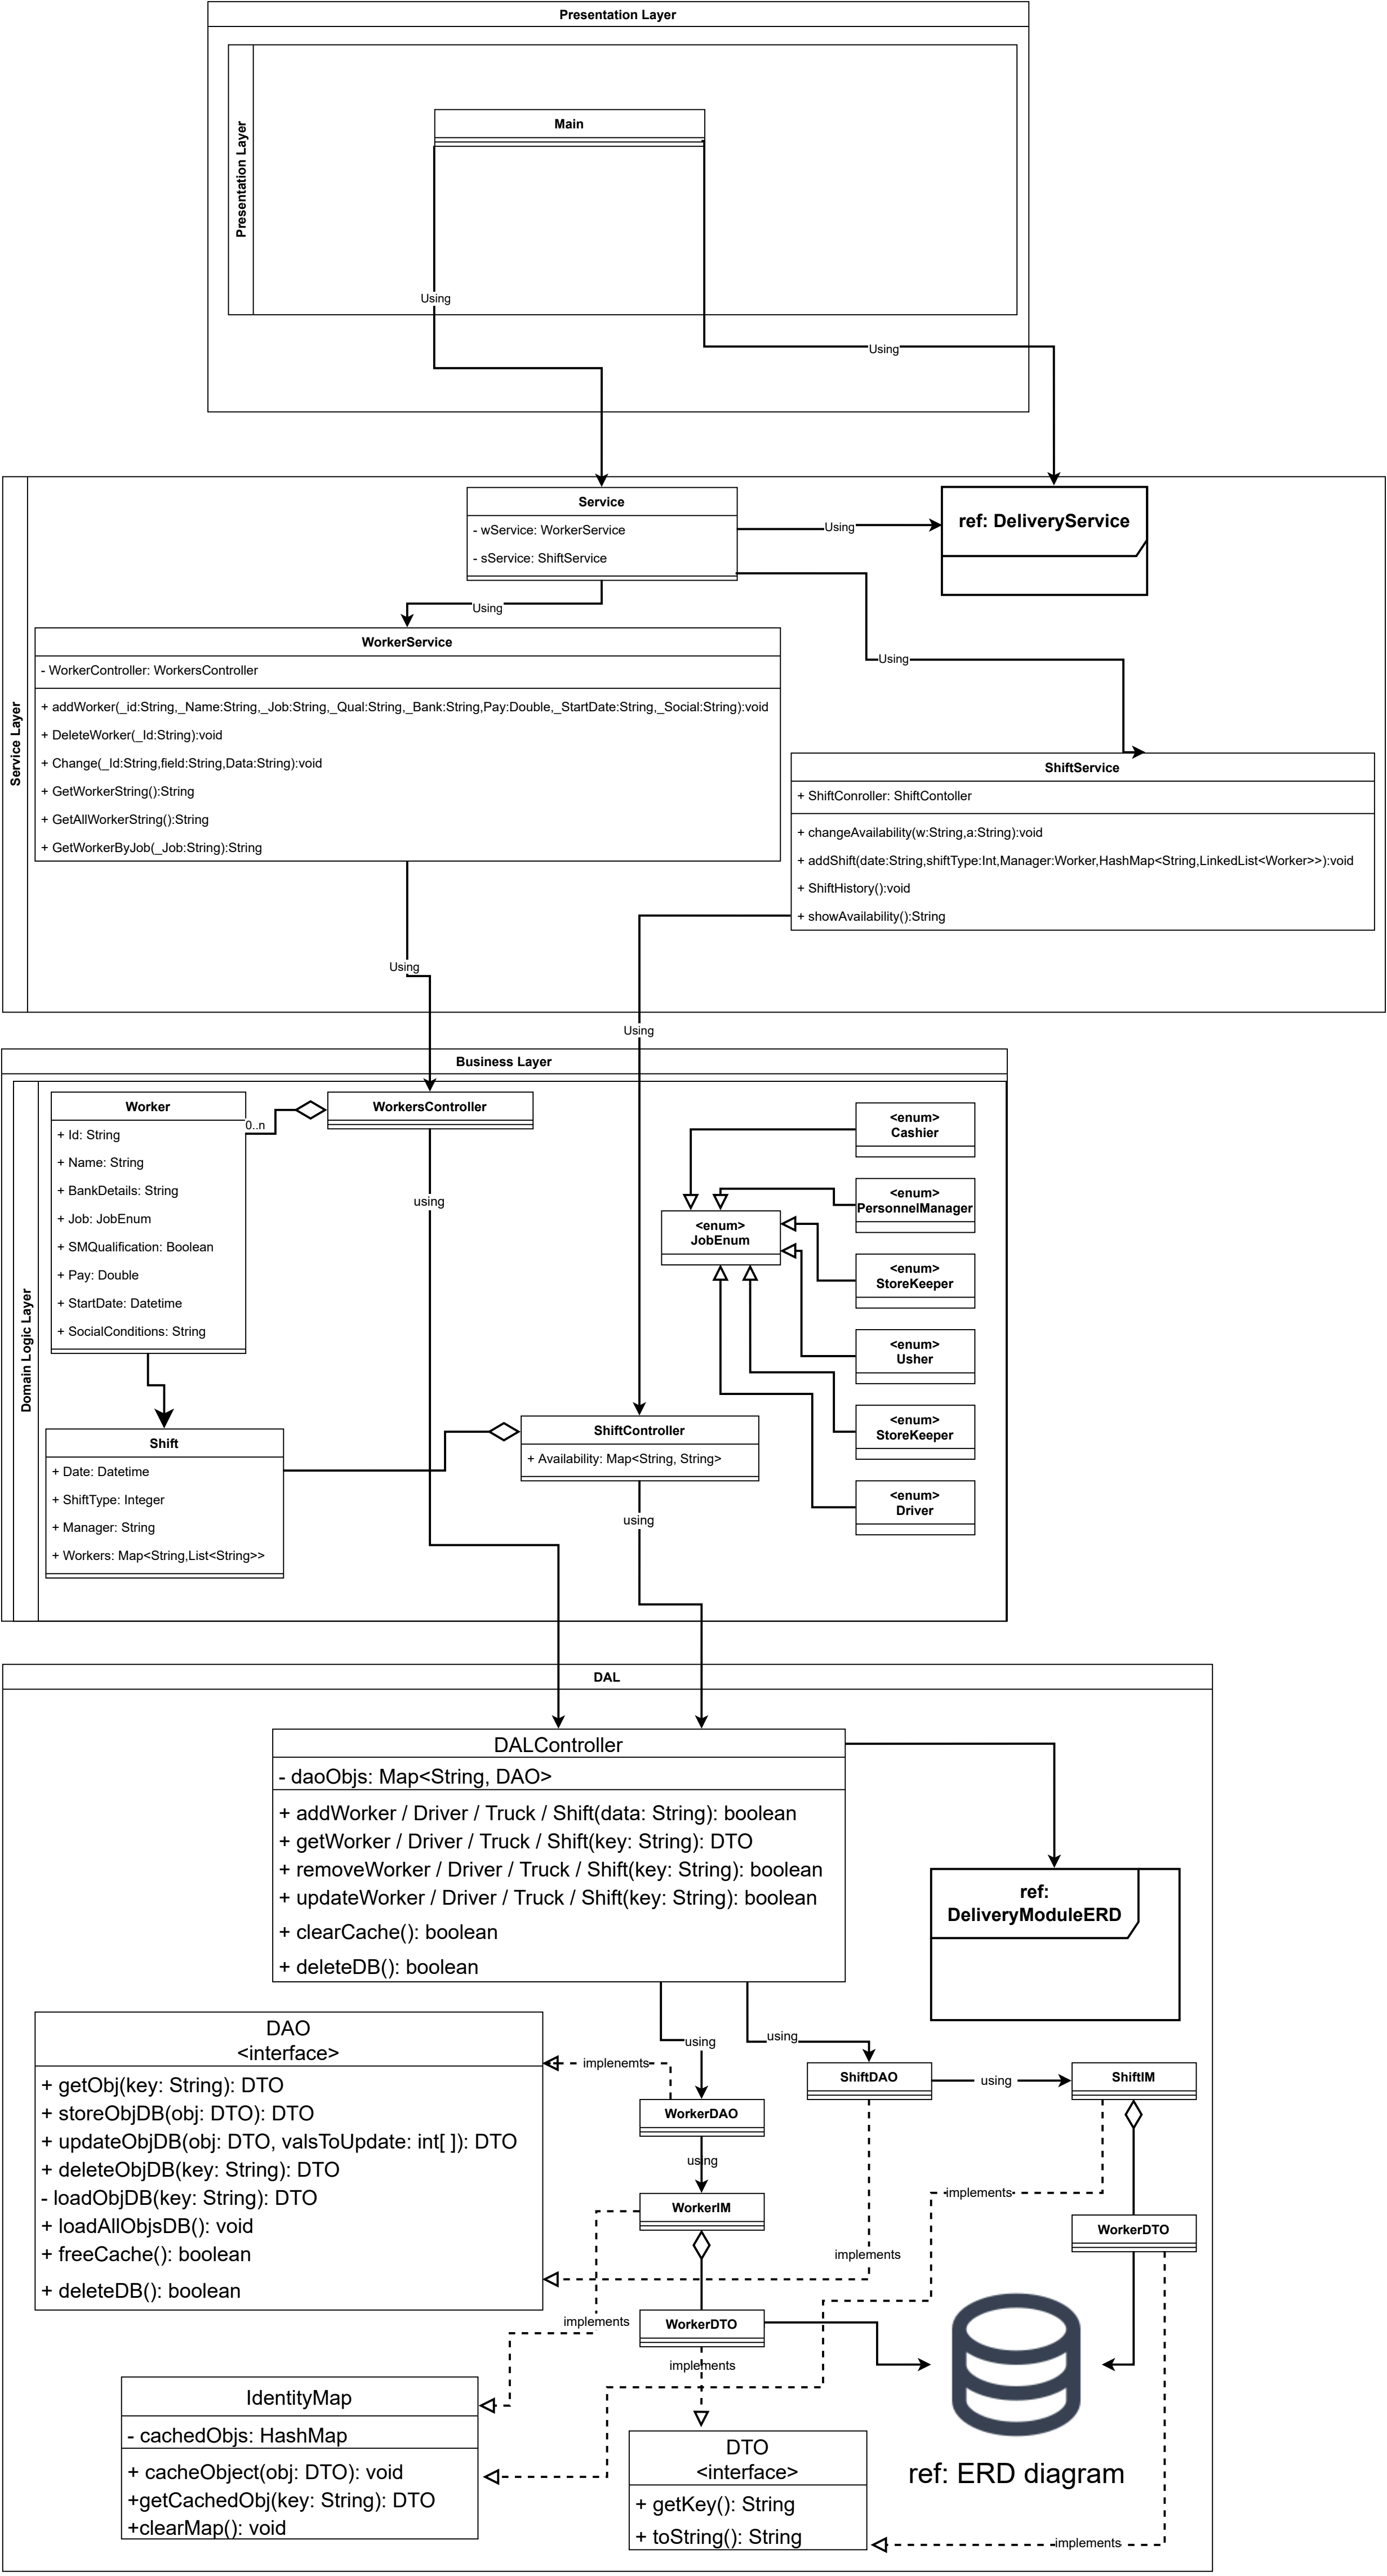 Presentation Layer
Presentation Layer
Main
Using
Using
Service Layer
Service
- wService: WorkerService
- sService: ShiftService
Using
ref: DeliveryService
Using
Using
WorkerService
- WorkerController: WorkersController
+ addWorker(_id:String,_Name:String,_Job:String,_Qual:String,_Bank:String,Pay:Double,_StartDate:String,_Social:String):void
+ DeleteWorker(_Id:String):void
+ Change(_Id:String,field:String,Data:String):void
+ GetWorkerString():String
+ GetAllWorkerString():String
+ GetWorkerByJob(_Job:String):String
ShiftService
+ ShiftConroller: ShiftContoller
+ changeAvailability(w:String,a:String):void
+ addShift(date:String,shiftType:Int,Manager:Worker,HashMap<String,LinkedList<Worker>>):void
+ ShiftHistory():void
+ showAvailability():String
Using
Using
Business Layer
Domain Logic Layer
Worker
+ Id: String
+ Name: String
+ BankDetails: String
+ Job: JobEnum
+ SMQualification: Boolean
+ Pay: Double
+ StartDate: Datetime
+ SocialConditions: String
0..n
WorkersController
using
<enum>
Cashier
<enum>
PersonnelManager
<enum>
JobEnum
<enum>
StoreKeeper
<enum>
Usher
<enum>
StoreKeeper
<enum>
Driver
Shift
+ Date: Datetime
+ ShiftType: Integer
+ Manager: String
+ Workers: Map<String,List<String>>
ShiftController
+ Availability: Map<String, String>
using
DAL
DALController
- daoObjs: Map<String, DAO>
+ addWorker / Driver / Truck / Shift(data: String): boolean
+ getWorker / Driver / Truck / Shift(key: String): DTO
+ removeWorker / Driver / Truck / Shift(key: String): boolean
+ updateWorker / Driver / Truck / Shift(key: String): boolean
+ clearCache(): boolean
+ deleteDB(): boolean
ref:
DeliveryModuleERD
DAO
<interface>
+ getObj(key: String): DTO
+ storeObjDB(obj: DTO): DTO
+ updateObjDB(obj: DTO, valsToUpdate: int[ ]): DTO
+ deleteObjDB(key: String): DTO
- loadObjDB(key: String): DTO
+ loadAllObjsDB(): void
+ freeCache(): boolean
+ deleteDB(): boolean
using
using
implenemts
WorkerDAO
ShiftDAO
using
ShiftIM
using
WorkerIM
implements
WorkerDTO
implements
implements
WorkerDTO
implements
IdentityMap
- cachedObjs: HashMap
+ cacheObject(obj: DTO): void
+getCachedObj(key: String): DTO
+clearMap(): void
DTO
<interface>
+ getKey(): String
+ toString(): String
ref: ERD diagram
implements